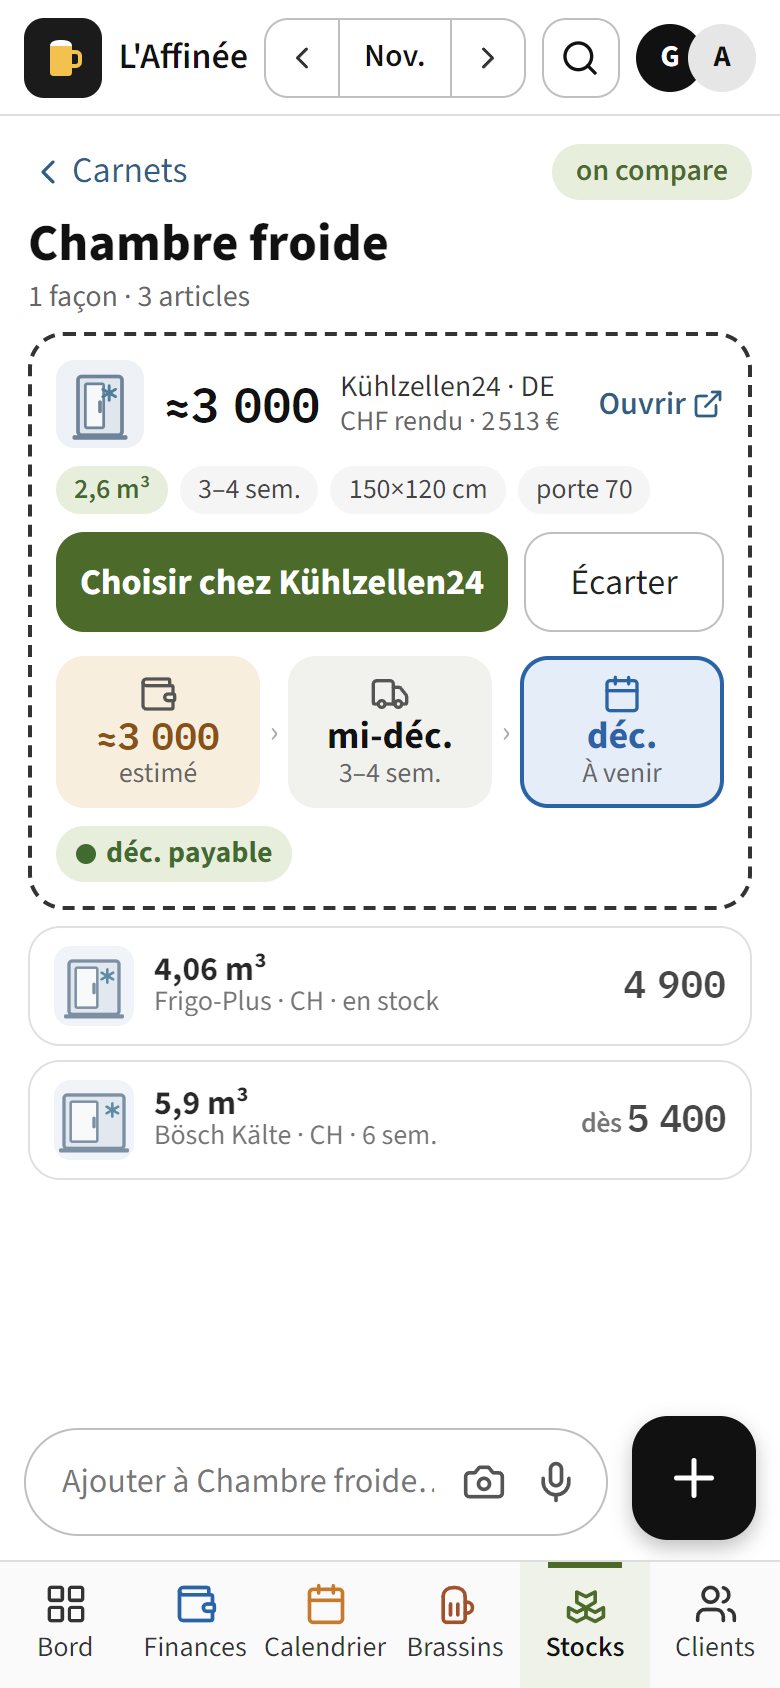 L'Affinée
Nov.
G
A
Carnets
on compare
Chambre froide
1 façon · 3 articles
≈3 000
Kühlzellen24 · DE
CHF rendu · 2 513 €
Ouvrir
2,6 m³
3–4 sem.
150×120 cm
porte 70
Choisir chez Kühlzellen24
Écarter
≈3 000
estimé
mi-déc.
3–4 sem.
déc.
À venir
déc. payable
4,06 m³
Frigo-Plus · CH · en stock
4 900
5,9 m³
Bösch Kälte · CH · 6 sem.
dès 5 400
Ajouter à Chambre froide..
Bord
Finances
Calendrier
Brassins
Stocks
Clients